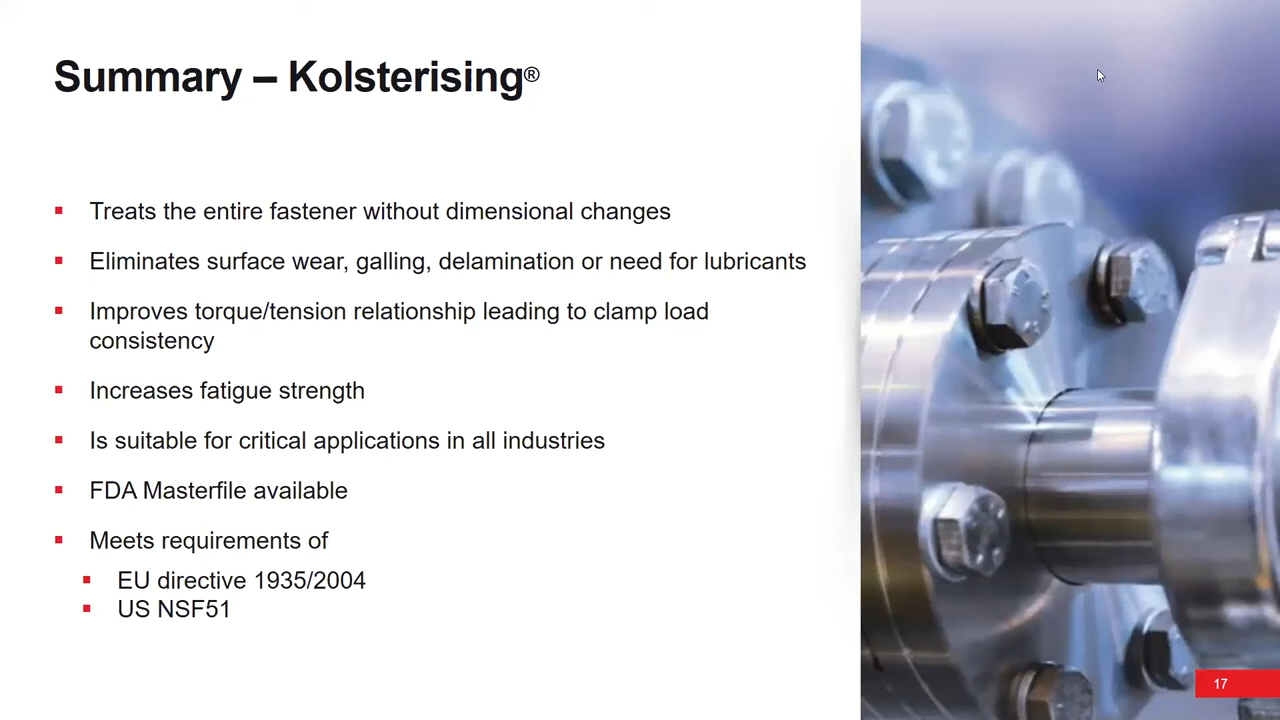 Summary – Kolsterising®
▪ Treats the entire fastener without dimensional changes
▪ Eliminates surface wear, galling, delamination or need for lubricants
▪ Improves torque/tension relationship leading to clamp load
consistency
▪ Increases fatigue strength
▪ Is suitable for critical applications in all industries
▪ FDA Masterfile available
▪ Meets requirements of
▪ EU directive 1935/2004
▪ US NSF51
17